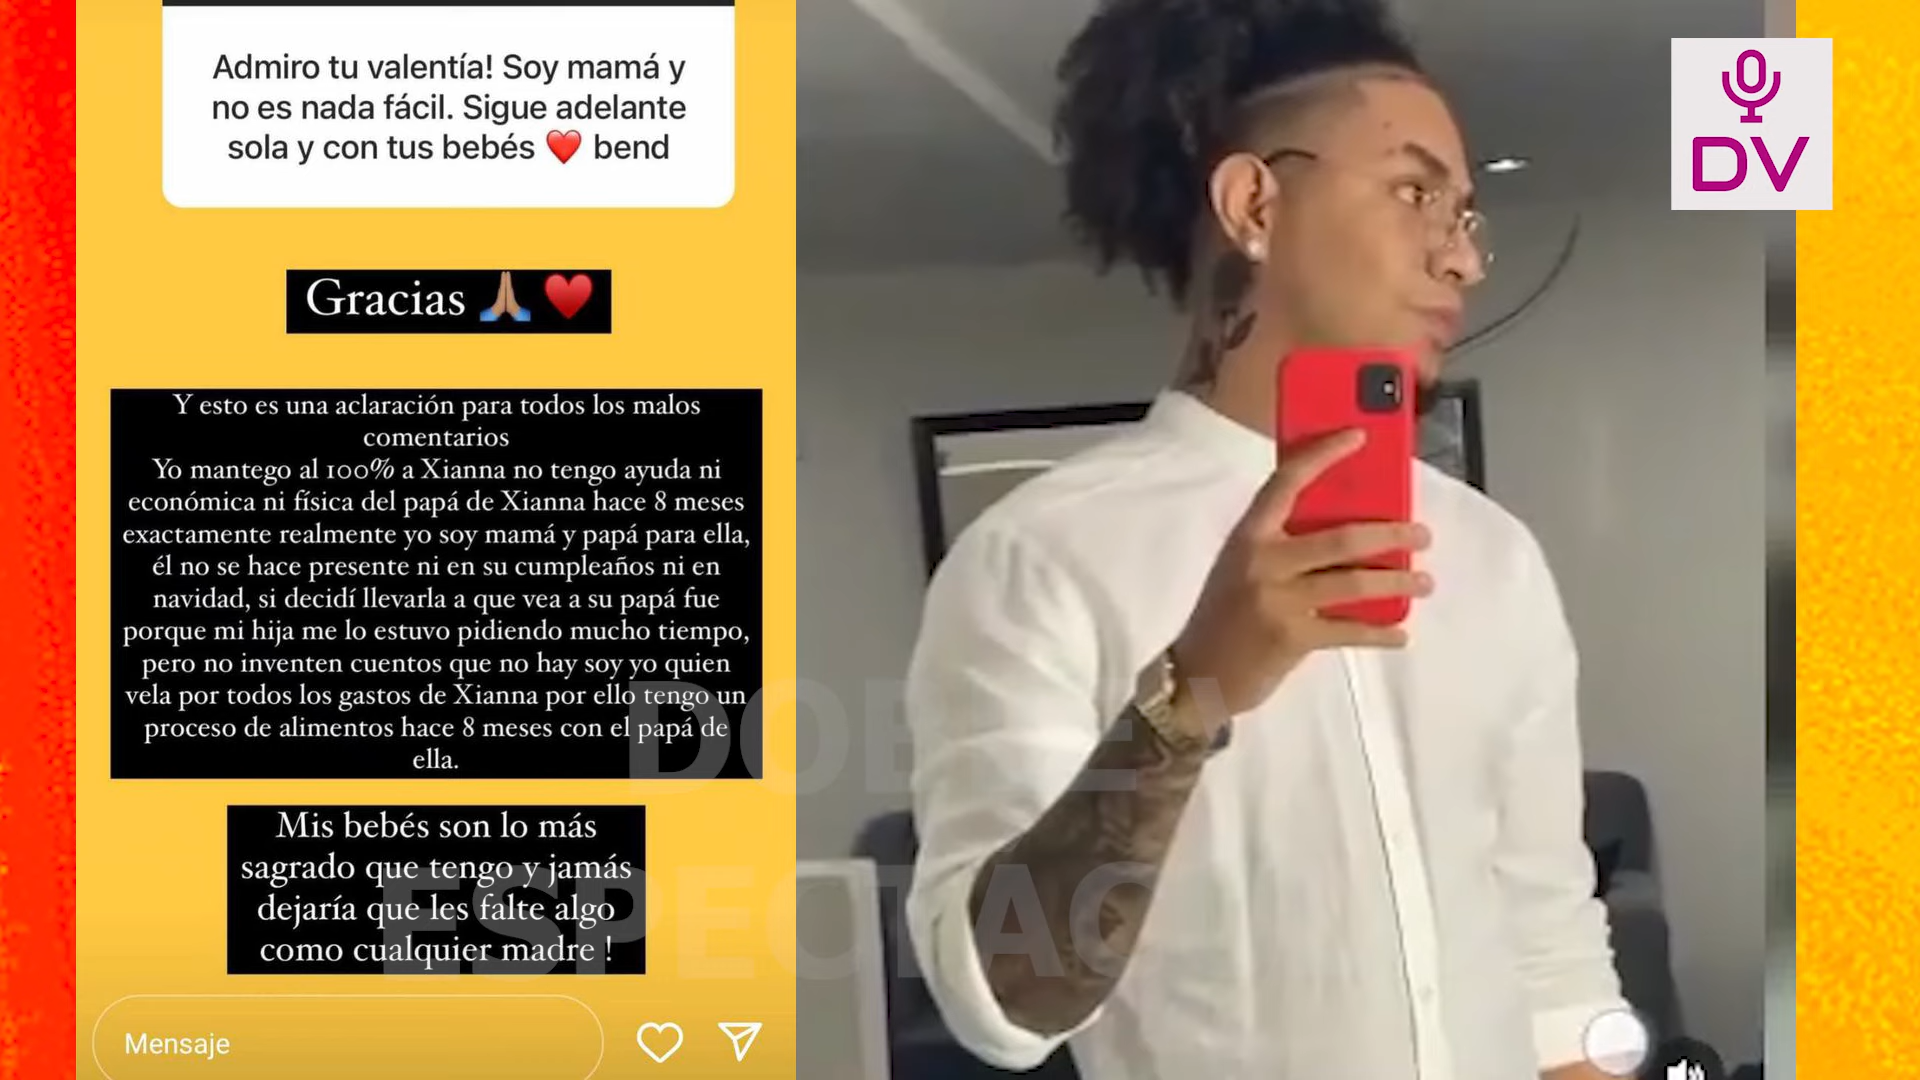 Admiro tu valentía! Soy mamá y
no es nada fácil. Sigue adelante
sola y con tus bebés ❤️ bend
Gracias 🙏🏽 ❤️
Y esto es una aclaración para todos los malos
comentarios
Yo mantego al 100% a Xianna no tengo ayuda ni
económica ni física del papá de Xianna hace 8 meses
exactamente realmente yo soy mamá y papá para ella,
él no se hace presente ni en su cumpleaños ni en
navidad, si decidí llevarla a que vea a su papá fue
porque mi hija me lo estuvo pidiendo mucho tiempo,
pero no inventen cuentos que no hay soy yo quien
vela por todos los gastos de Xianna por ello tengo un
proceso de alimentos hace 8 meses con el papá de
ella.
Mis bebés son lo más
sagrado que tengo y jamás
dejaría que les falte algo
como cualquier madre !
Mensaje
DV